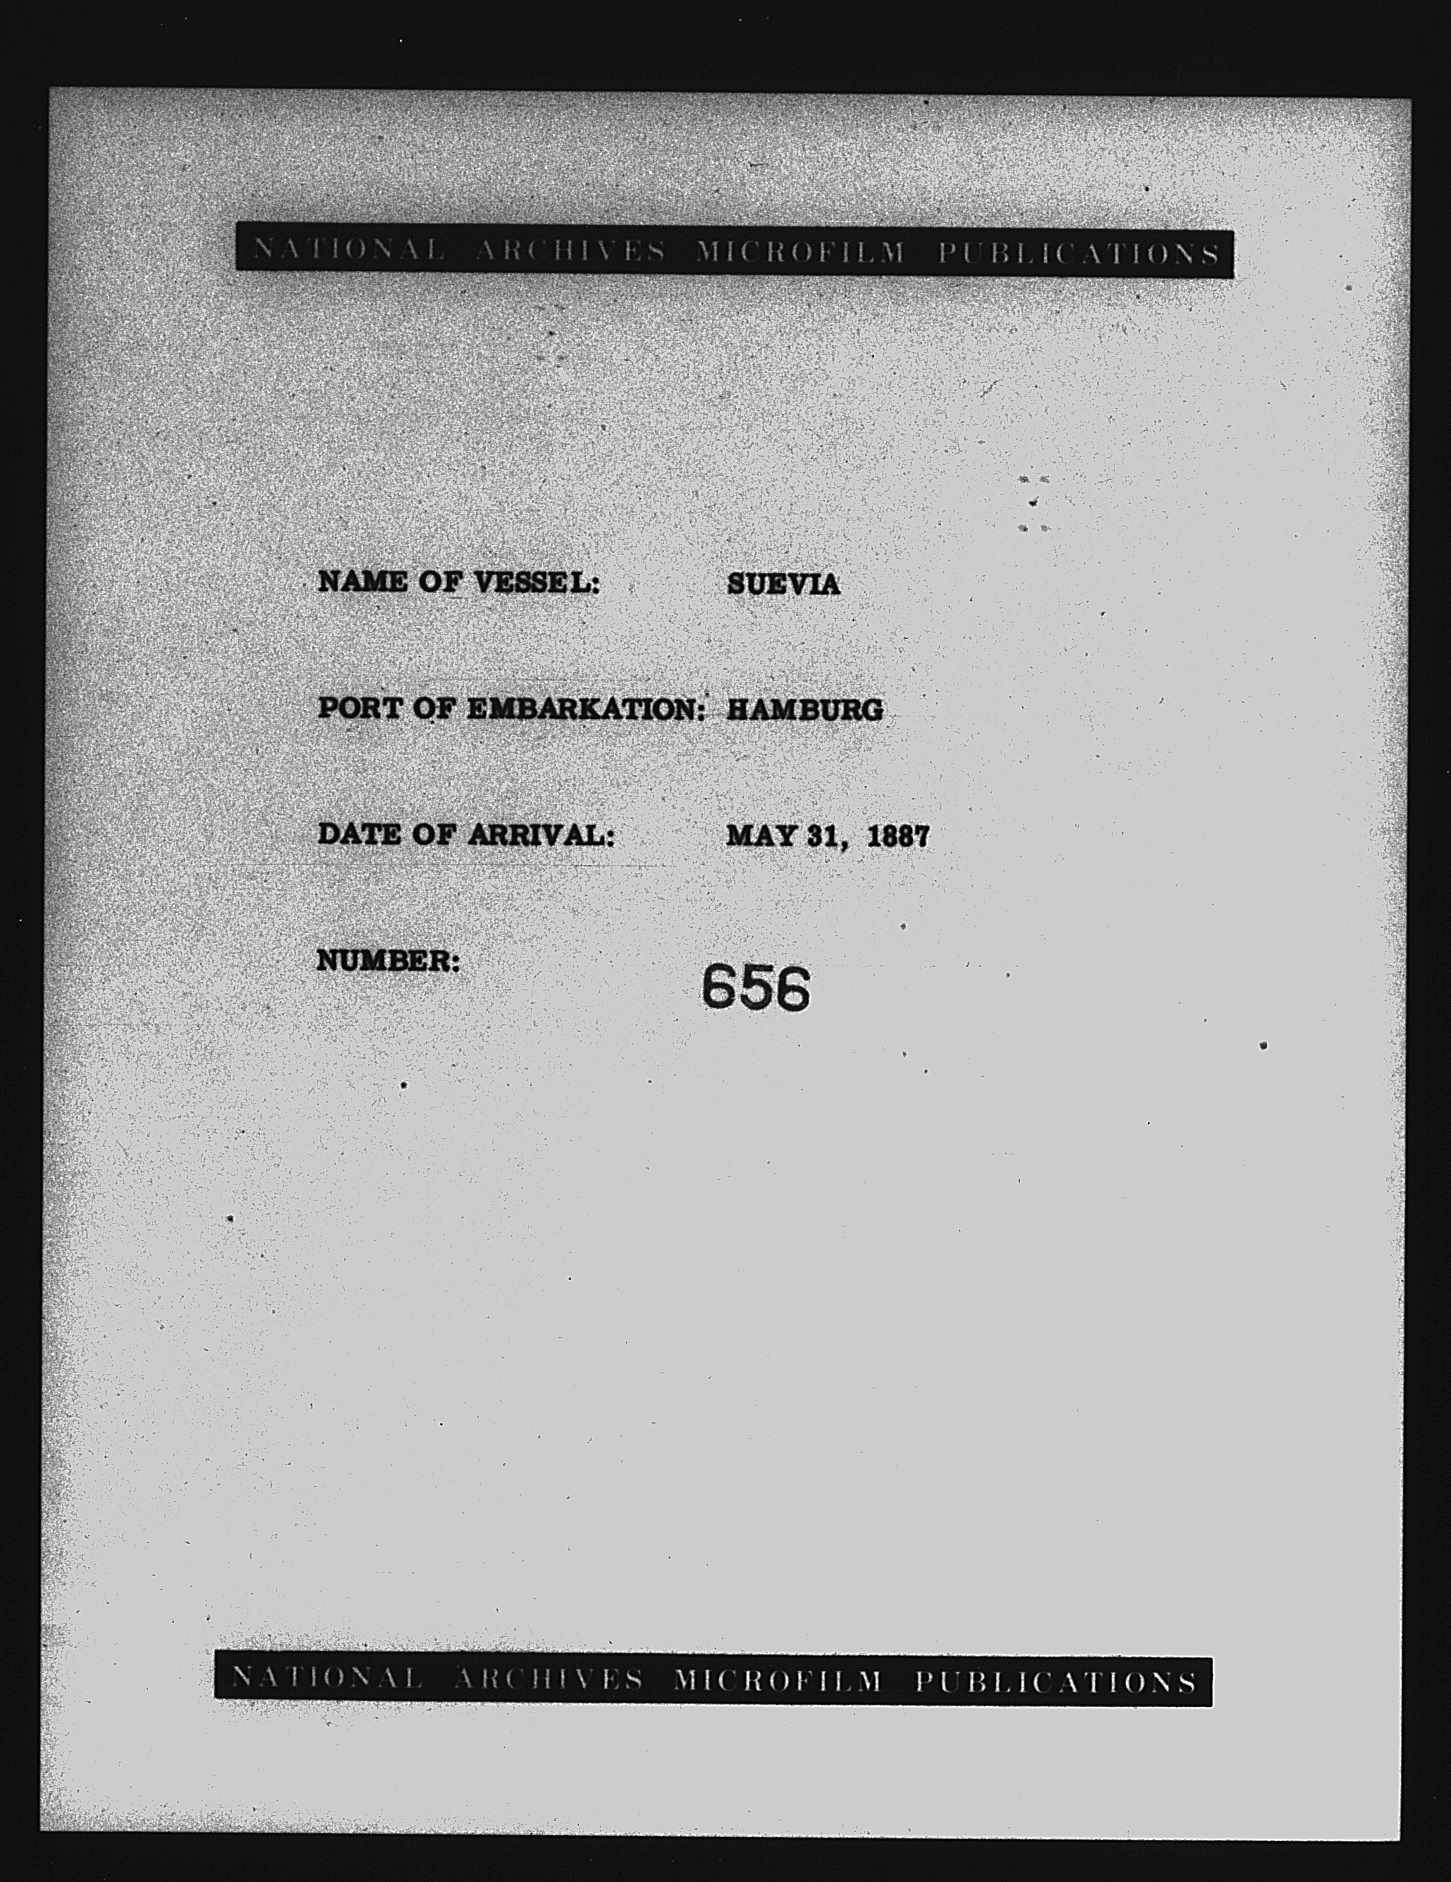 NATIONAL ARCHIVES MICROFILM PUBLICATIONS
NAME OF VESSEL: SUEVIA
PORT OF EMBARKATION: HAMBURG
DATE OF ARRIVAL: MAY 31, 1887
NUMBER: 656
NATIONAL ARCHIVES MICROFILM PUBLICATIONS